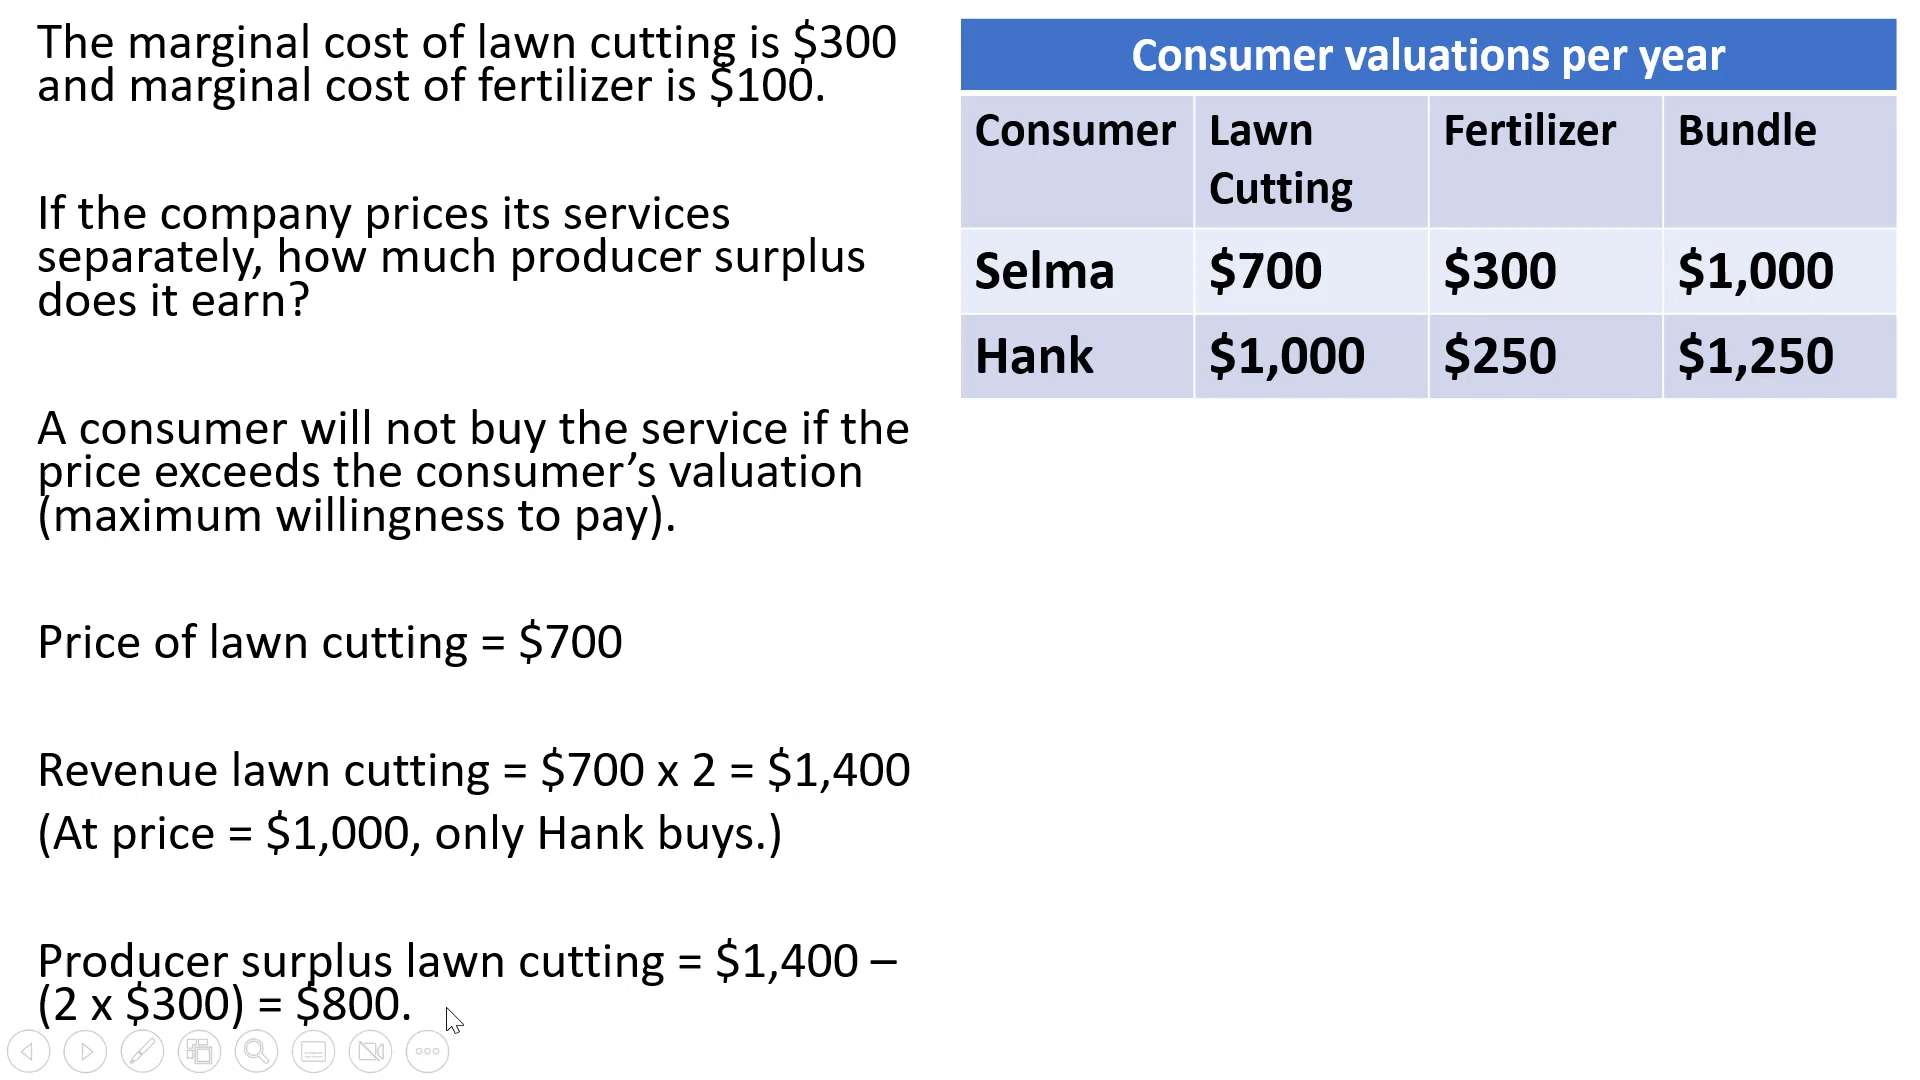 The marginal cost of lawn cutting is $300
and marginal cost of fertilizer is $100.
If the company prices its services
separately, how much producer surplus
does it earn?
A consumer will not buy the service if the
price exceeds the consumer’s valuation
(maximum willingness to pay).
Price of lawn cutting = $700
Revenue lawn cutting = $700 x 2 = $1,400
(At price = $1,000, only Hank buys.)
Producer surplus lawn cutting = $1,400 –
(2 x $300) = $800.
Consumer valuations per year
Consumer Lawn Cutting Fertilizer Bundle
Selma $700 $300 $1,000
Hank $1,000 $250 $1,250